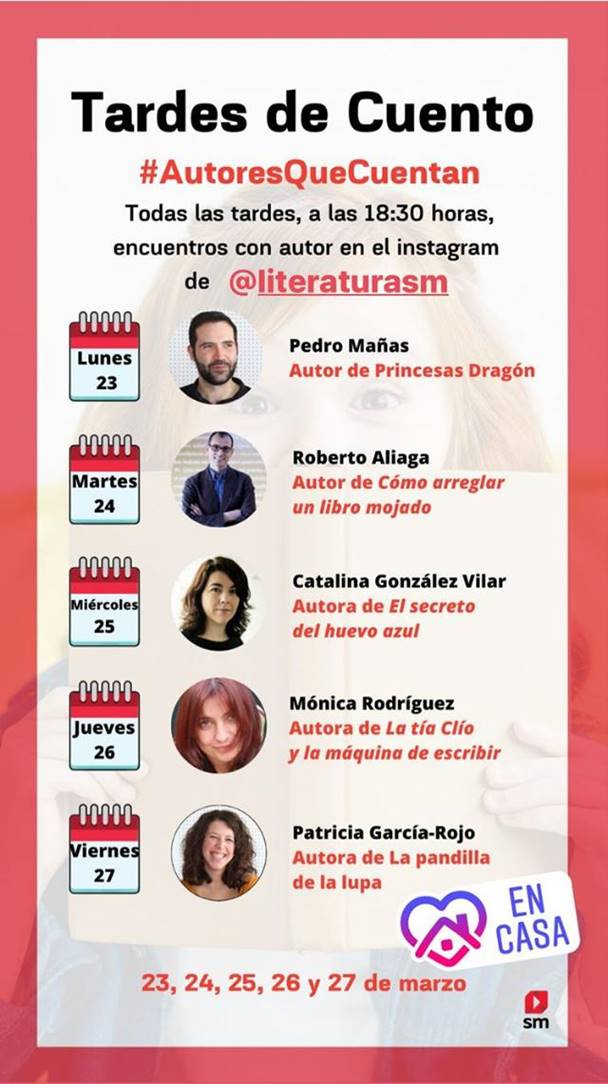 Tardes de Cuento
#AutoresQueCuentan
Todas las tardes, a las 18:30 horas,
encuentros con autor en el instagram
de @literaturasm
Lunes
23
Pedro Mañas
Autor de Princesas Dragón
Martes
24
Roberto Aliaga
Autor de Cómo arreglar
un libro mojado
Miércoles
25
Catalina González Vilar
Autora de El secreto
del huevo azul
Jueves
26
Mónica Rodríguez
Autora de La tía Clío
y la máquina de escribir
Viernes
27
Patricia García-Rojo
Autora de La pandilla
de la lupa
EN
CASA
23, 24, 25, 26 y 27 de marzo
sm